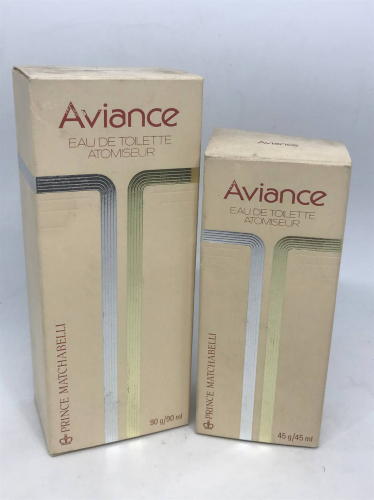 Aviance
EAU DE TOILETTE
ATOMISEUR
PRINCE MATCHABELLI
90 g/90 ml
Aviance
Aviance
EAU DE TOILETTE
ATOMISEUR
PRINCE MATCHABELLI
45 g/45 ml